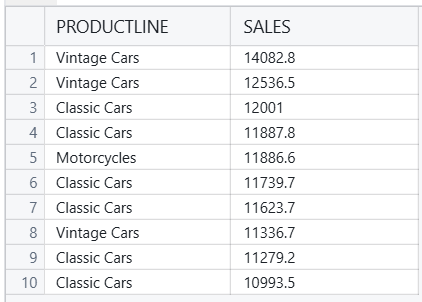 PRODUCTLINE SALES
1 Vintage Cars 14082.8
2 Vintage Cars 12536.5
3 Classic Cars 12001
4 Classic Cars 11887.8
5 Motorcycles 11886.6
6 Classic Cars 11739.7
7 Classic Cars 11623.7
8 Vintage Cars 11336.7
9 Classic Cars 11279.2
10 Classic Cars 10993.5